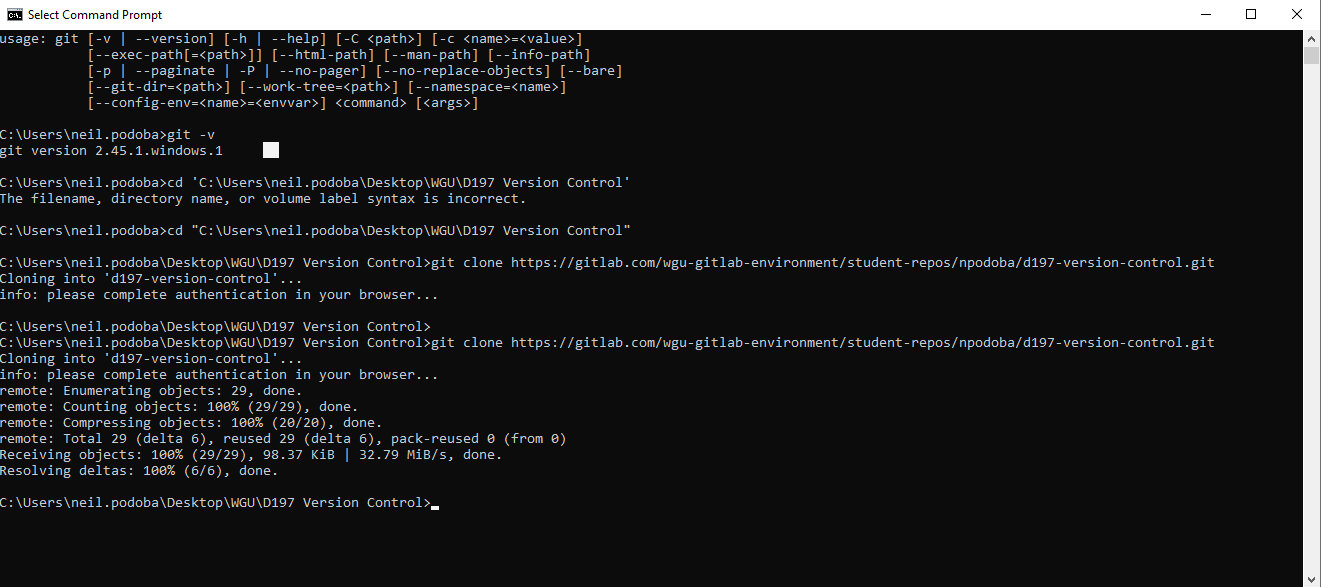 Select Command Prompt
usage: git [-v | --version] [-h | --help] [-C <path>] [-c <name>=<value>]
           [--exec-path[=<path>]] [--html-path] [--man-path] [--info-path]
           [-p | --paginate | -P | --no-pager] [--no-replace-objects] [--bare]
           [--git-dir=<path>] [--work-tree=<path>] [--namespace=<name>]
           [--config-env=<name>=<envvar>] <command> [<args>]
C:\Users\neil.podoba>git -v
git version 2.45.1.windows.1
C:\Users\neil.podoba>cd 'C:\Users\neil.podoba\Desktop\WGU\D197 Version Control'
The filename, directory name, or volume label syntax is incorrect.
C:\Users\neil.podoba>cd "C:\Users\neil.podoba\Desktop\WGU\D197 Version Control"
C:\Users\neil.podoba\Desktop\WGU\D197 Version Control>git clone https://gitlab.com/wgu-gitlab-environment/student-repos/npodoba/d197-version-control.git
Cloning into 'd197-version-control'...
info: please complete authentication in your browser...
C:\Users\neil.podoba\Desktop\WGU\D197 Version Control>
C:\Users\neil.podoba\Desktop\WGU\D197 Version Control>git clone https://gitlab.com/wgu-gitlab-environment/student-repos/npodoba/d197-version-control.git
Cloning into 'd197-version-control'...
info: please complete authentication in your browser...
remote: Enumerating objects: 29, done.
remote: Counting objects: 100% (29/29), done.
remote: Compressing objects: 100% (20/20), done.
remote: Total 29 (delta 6), reused 29 (delta 6), pack-reused 0 (from 0)
Receiving objects: 100% (29/29), 98.37 KiB | 32.79 MiB/s, done.
Resolving deltas: 100% (6/6), done.
C:\Users\neil.podoba\Desktop\WGU\D197 Version Control>